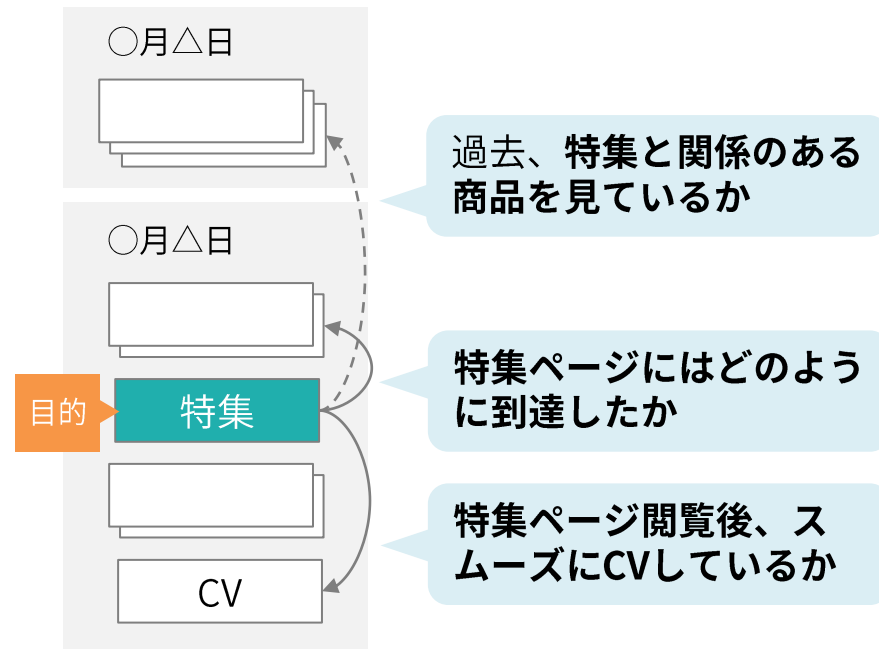 ○月△日
過去、特集と関係のある
商品を見ているか
○月△日
特集ページにはどのよう
に到達したか
目的
特集
特集ページ閲覧後、ス
ムーズにCVしているか
CV